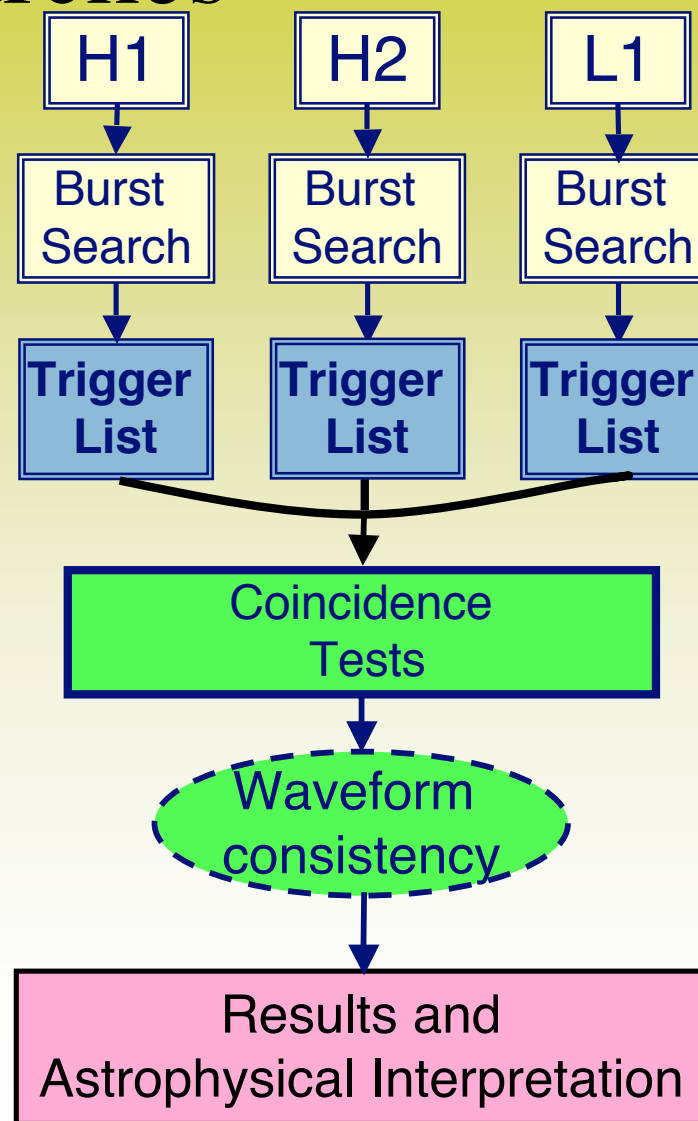 H1 H2 L1
Burst Search
Burst Search
Burst Search
Trigger List
Trigger List
Trigger List
Coincidence
Tests
Waveform
consistency
Results and
Astrophysical Interpretation